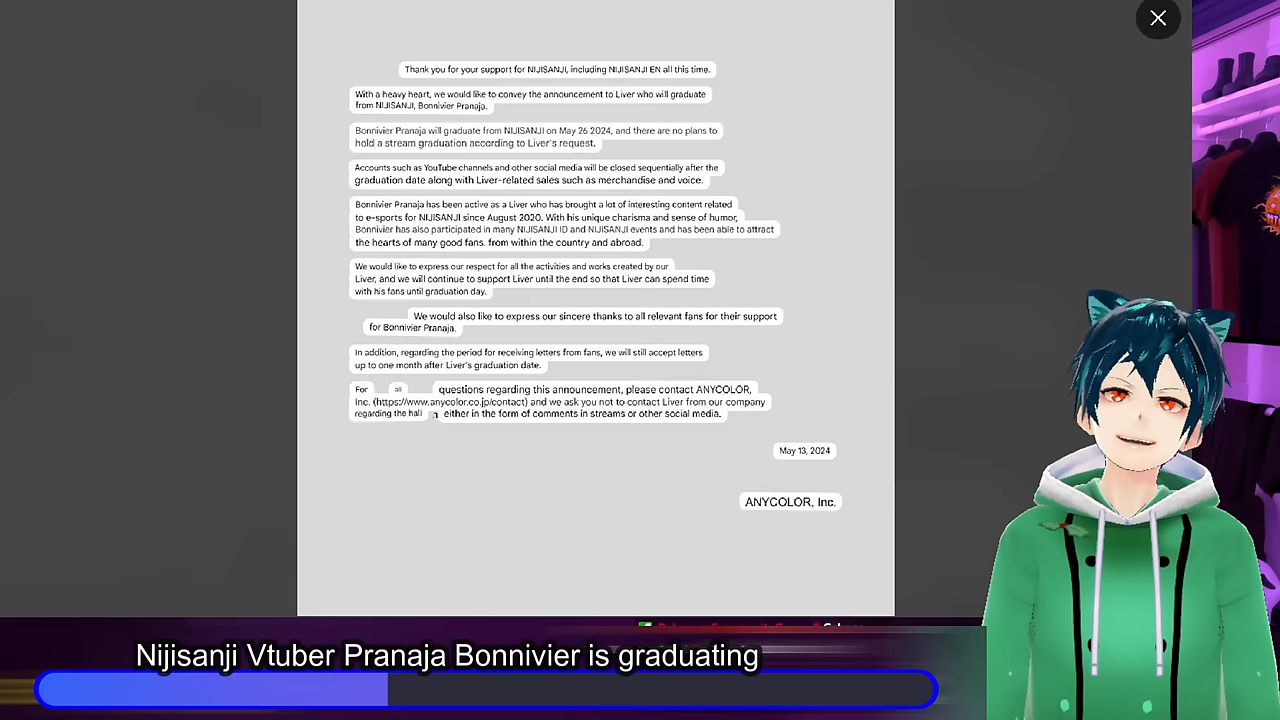 Thank you for your support for NIJISANJI, including NIJISANJI EN all this time.
With a heavy heart, we would like to convey the announcement to Liver who will graduate
from NIJISANJI, Bonnivier Pranaja.
Bonnivier Pranaja will graduate from NIJISANJI on May 26 2024, and there are no plans to
hold a stream graduation according to Liver's request.
Accounts such as YouTube channels and other social media will be closed sequentially after the
graduation date along with Liver-related sales such as merchandise and voice.
Bonnivier Pranaja has been active as a Liver who has brought a lot of interesting content related
to e-sports for NIJISANJI since August 2020. With his unique charisma and sense of humor,
Bonnivier has also participated in many NIJISANJI ID and NIJISANJI events and has been able to attract
the hearts of many good fans. from within the country and abroad.
We would like to express our respect for all the activities and works created by our
Liver, and we will continue to support Liver until the end so that Liver can spend time
with his fans until graduation day.
We would also like to express our sincere thanks to all relevant fans for their support
for Bonnivier Pranaja.
In addition, regarding the period for receiving letters from fans, we will still accept letters
up to one month after Liver's graduation date.
For all questions regarding this announcement, please contact ANYCOLOR,
Inc. (https://www.anycolor.co.jp/contact) and we ask you not to contact Liver from our company
regarding the hall either in the form of comments in streams or other social media.
May 13, 2024
ANYCOLOR, Inc.
Nijisanji Vtuber Pranaja Bonnivier is graduating